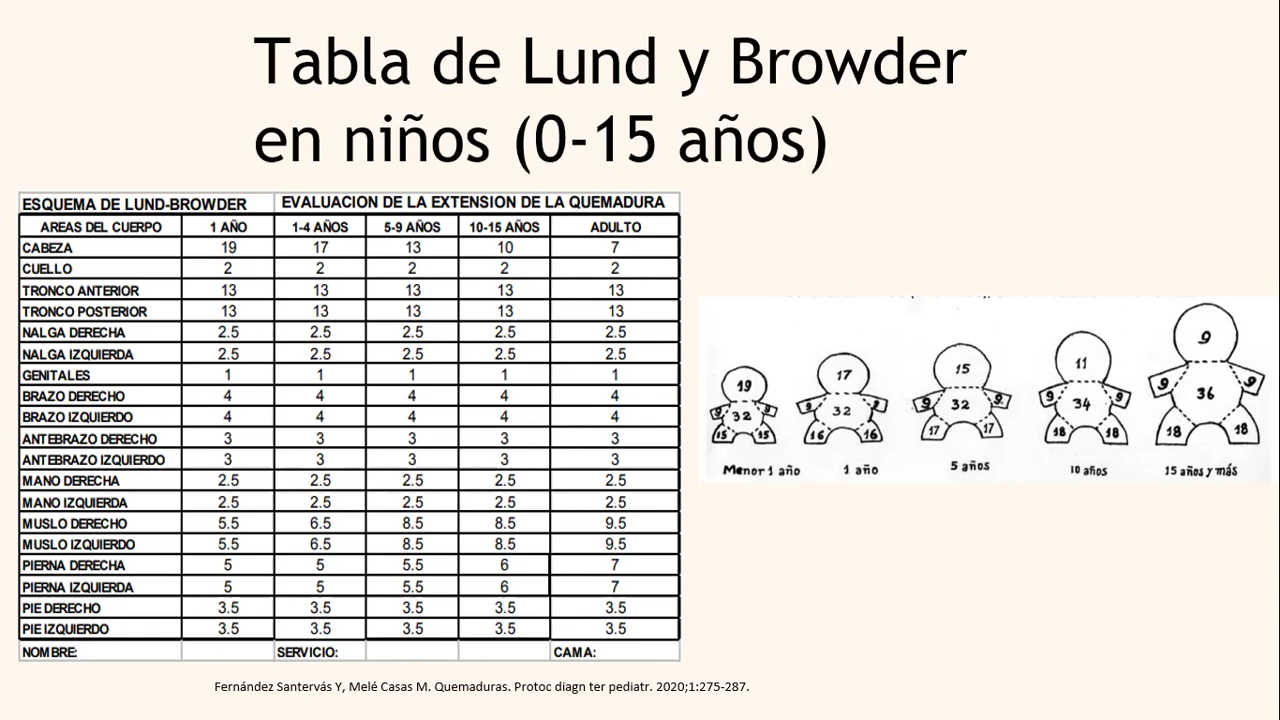 Tabla de Lund y Browder
en niños (0-15 años)
ESQUEMA DE LUND-BROWDER EVALUACION DE LA EXTENSION DE LA QUEMADURA
AREAS DEL CUERPO 1 AÑO 1-4 AÑOS 5-9 AÑOS 10-15 AÑOS ADULTO
CABEZA 19 17 13 10 7
CUELLO 2 2 2 2 2
TRONCO ANTERIOR 13 13 13 13 13
TRONCO POSTERIOR 13 13 13 13 13
NALGA DERECHA 2.5 2.5 2.5 2.5 2.5
NALGA IZQUIERDA 2.5 2.5 2.5 2.5 2.5
GENITALES 1 1 1 1 1
BRAZO DERECHO 4 4 4 4 4
BRAZO IZQUIERDO 4 4 4 4 4
ANTEBRAZO DERECHO 3 3 3 3 3
ANTEBRAZO IZQUIERDO 3 3 3 3 3
MANO DERECHA 2.5 2.5 2.5 2.5 2.5
MANO IZQUIERDA 2.5 2.5 2.5 2.5 2.5
MUSLO DERECHO 5.5 6.5 8.5 8.5 9.5
MUSLO IZQUIERDO 5.5 6.5 8.5 8.5 9.5
PIERNA DERECHA 5 5 5.5 6 7
PIERNA IZQUIERDA 5 5 5.5 6 7
PIE DERECHO 3.5 3.5 3.5 3.5 3.5
PIE IZQUIERDO 3.5 3.5 3.5 3.5 3.5
NOMBRE: SERVICIO: CAMA:
19 17 15 11 9
9 32 9 9 32 9 9 32 9 9 34 9 9 36 9
15 15 16 16 17 17 18 18 18 18
Menor 1 año 1 año 5 años 10 años 15 años y más
Fernández Santervás Y, Melé Casas M. Quemaduras. Protoc diagn ter pediatr. 2020;1:275-287.